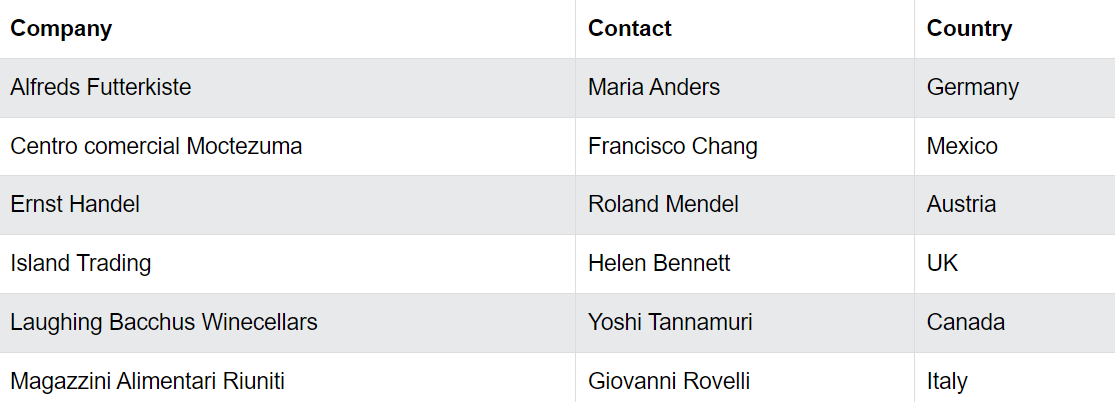 Company Contact Country
Alfreds Futterkiste Maria Anders Germany
Centro comercial Moctezuma Francisco Chang Mexico
Ernst Handel Roland Mendel Austria
Island Trading Helen Bennett UK
Laughing Bacchus Winecellars Yoshi Tannamuri Canada
Magazzini Alimentari Riuniti Giovanni Rovelli Italy